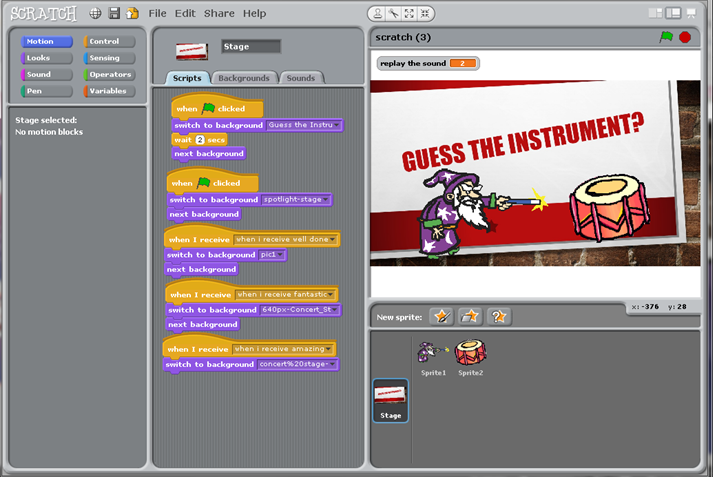 SCRATCH
File Edit Share Help
Motion
Control
Looks
Sensing
Sound
Operators
Pen
Variables
Stage selected:
No motion blocks
Stage
Scripts
Backgrounds
Sounds
when clicked
switch to background Guess the Instru
wait 2 secs
next background
when clicked
switch to background spotlight-stage
next background
when I receive when i receive well done
switch to background pic1
next background
when I receive when i receive fantastic
switch to background 640px-Concert_St
next background
when I receive when i receive amazing
switch to background concert%20stage-
scratch (3)
replay the sound 2
GUESS THE INSTRUMENT?
x: -376 y: 28
New sprite:
Sprite1
Sprite2
Stage